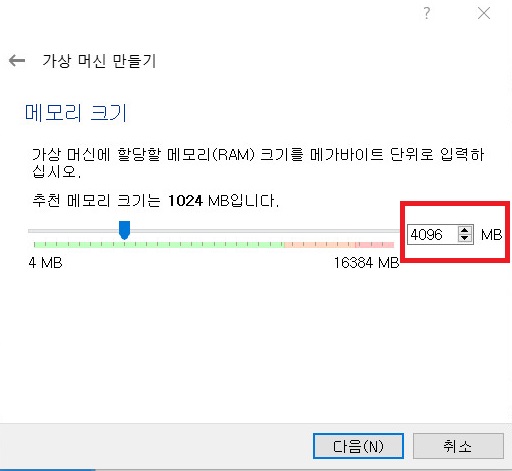 ?
가상 머신 만들기
메모리 크기
가상 머신에 할당할 메모리(RAM) 크기를 메가바이트 단위로 입력하
십시오.
추천 메모리 크기는 1024 MB입니다.
4096 MB
4 MB 16384 MB
다음(N) 취소